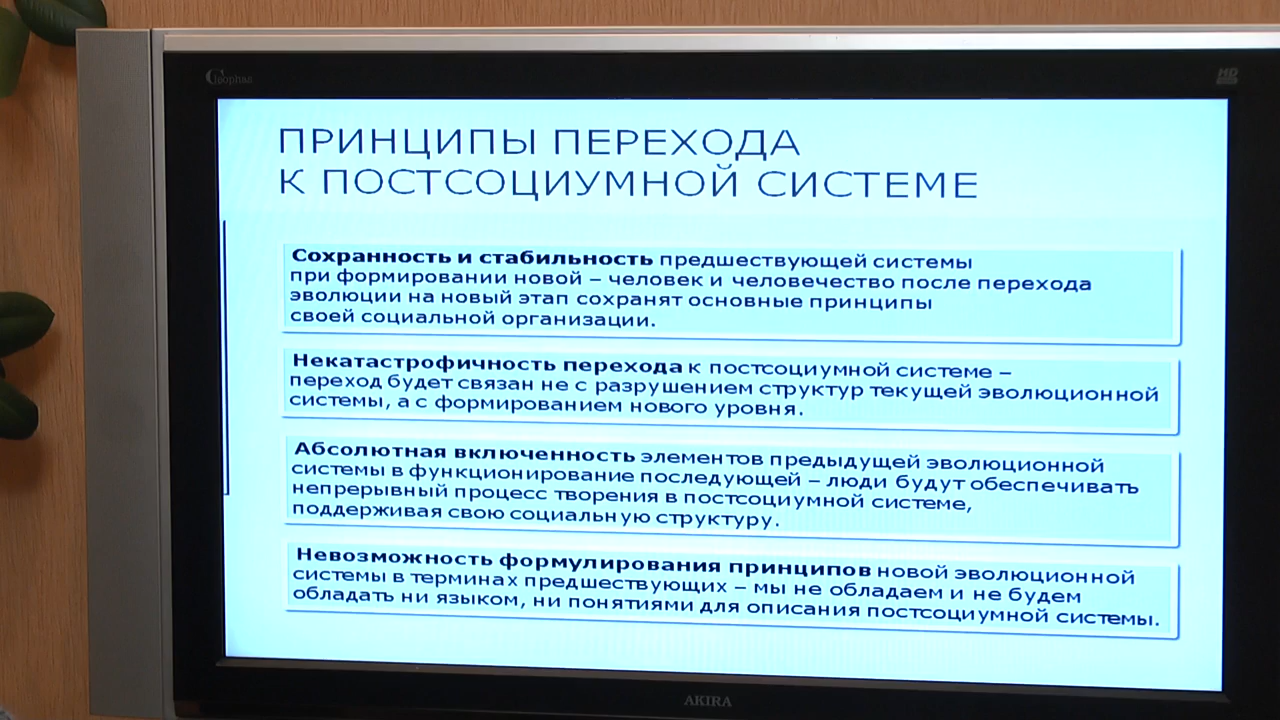 HD
ПРИНЦИПЫ ПЕРЕХОДА
К ПОСТСОЦИУМНОЙ СИСТЕМЕ
Сохранность и стабильность предшествующей системы
при формировании новой – человек и человечество после перехода
эволюции на новый этап сохранят основные принципы
своей социальной организации.
Некатастрофичность перехода к постсоциумной системе –
переход будет связан не с разрушением структур текущей эволюционной
системы, а с формированием нового уровня.
Абсолютная включенность элементов предыдущей эволюционной
системы в функционирование последующей – люди будут обеспечивать
непрерывный процесс творения в постсоциумной системе,
поддерживая свою социальную структуру.
Невозможность формулирования принципов новой эволюционной
системы в терминах предшествующих – мы не обладаем и не будем
обладать ни языком, ни понятиями для описания постсоциумной системы.
AKIRA